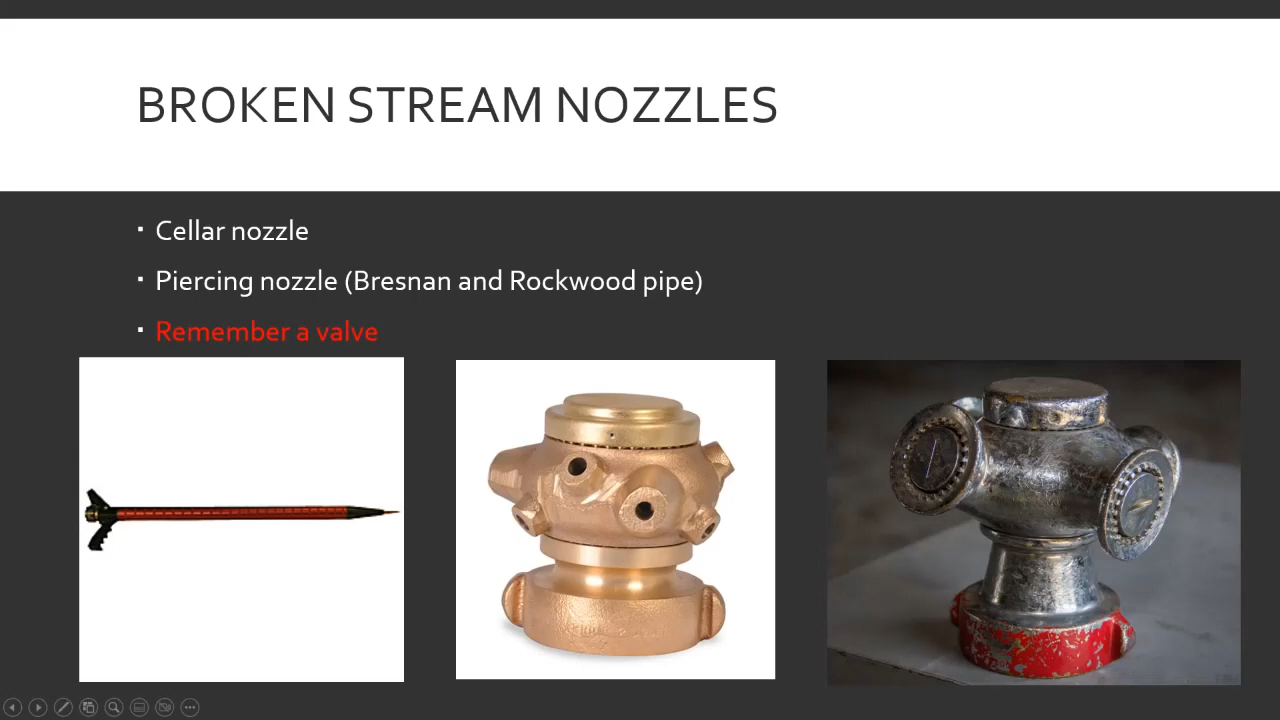 BROKEN STREAM NOZZLES
Cellar nozzle
Piercing nozzle (Bresnan and Rockwood pipe)
Remember a valve